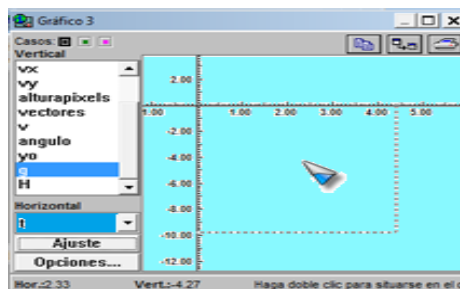 Gráfico 3
Casos:
Vertical
vx
vy
alturapixels
vectores
v
angulo
yo
g
H
Horizontal
t
Ajuste
Opciones...
2.00
1.00 1.00 2.00 3.00 4.00 5.00
-2.00
-4.00
-6.00
-8.00
-10.00
-12.00
Hor.:2.33 Vert.:-4.27 Haga doble clic para situarse en el